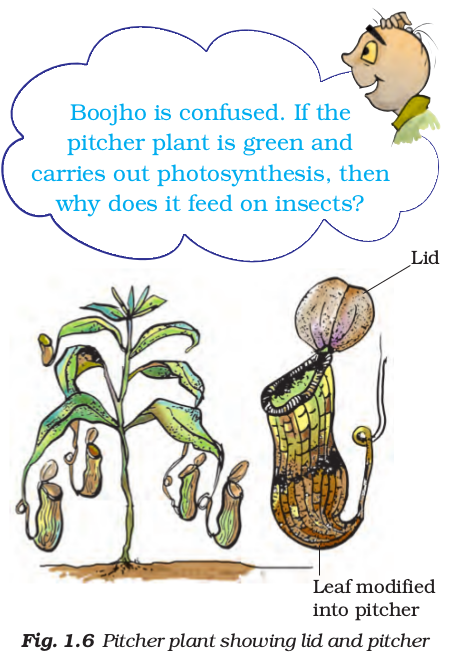 Boojho is confused. If the
pitcher plant is green and
carries out photosynthesis, then
why does it feed on insects?
Lid
Leaf modified
into pitcher
Fig. 1.6 Pitcher plant showing lid and pitcher